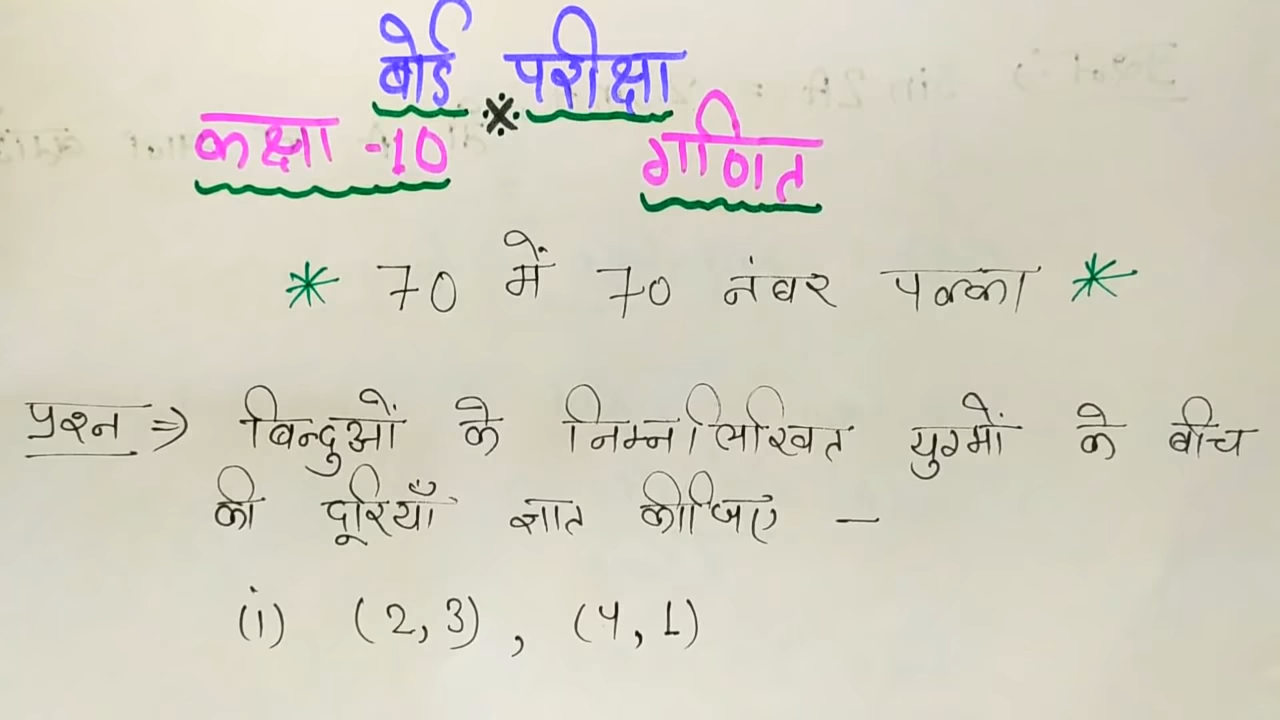 बोर्ड * परीक्षा
कक्षा -10 गणित
* 70 में 70 नंबर पक्का *
प्रश्न ⇒ बिन्दुओं के निम्नलिखित युग्मों के बीच
की दूरियाँ ज्ञात कीजिए –
(i) (2,3) , (4,1)